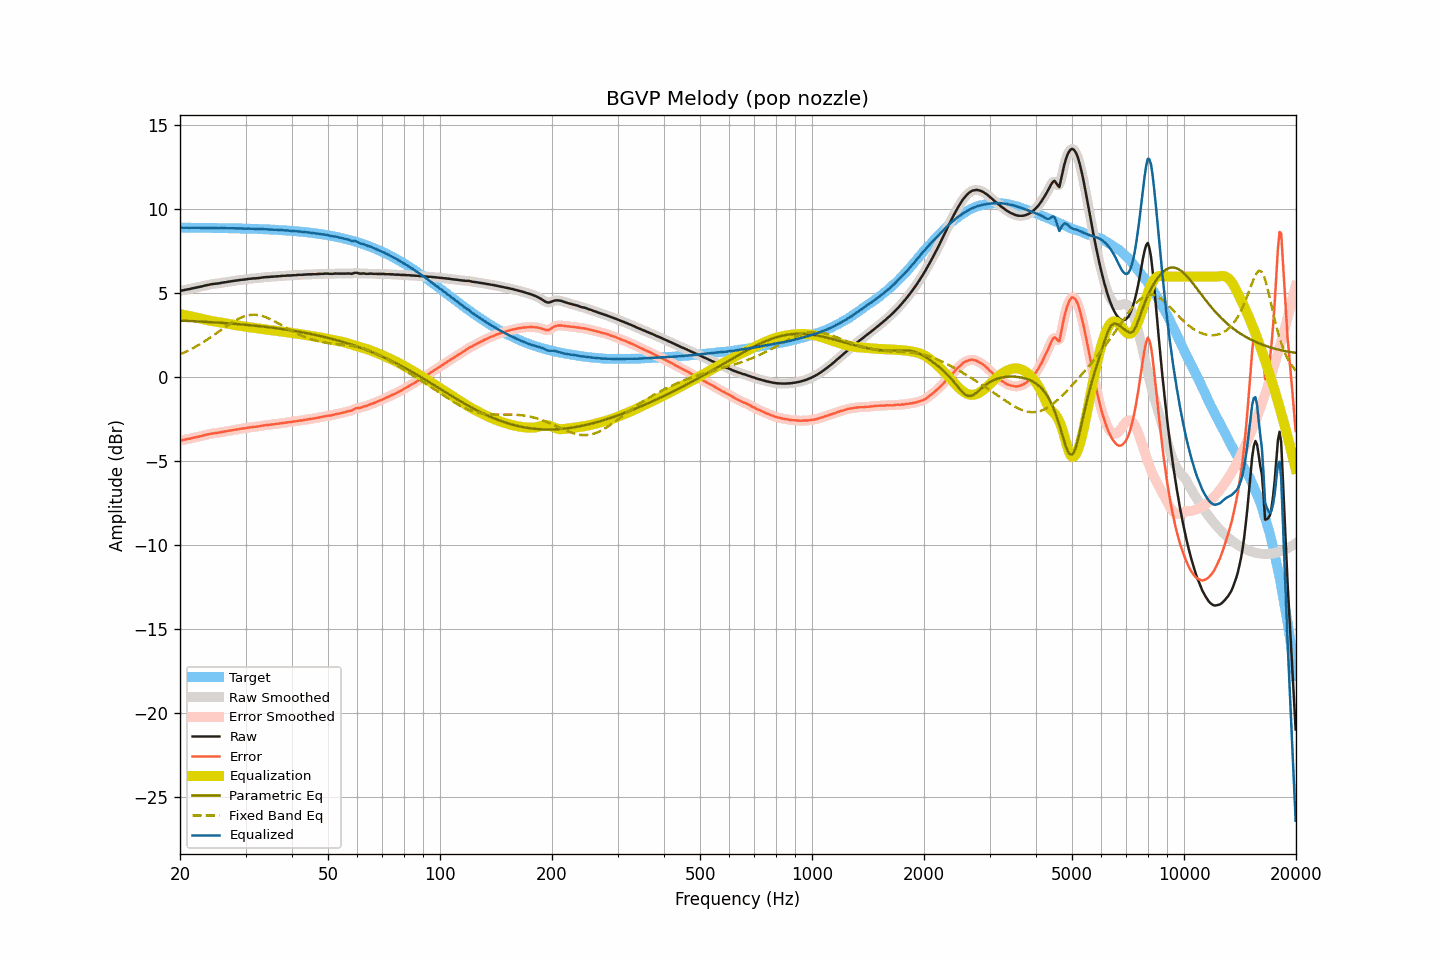 BGVP Melody (pop nozzle)
15
10
5
0
−5
−10
−15
−20
−25
Amplitude (dBr)
Target
Raw Smoothed
Error Smoothed
Raw
Error
Equalization
Parametric Eq
Fixed Band Eq
Equalized
20 50 100 200 500 1000 2000 5000 10000 20000
Frequency (Hz)